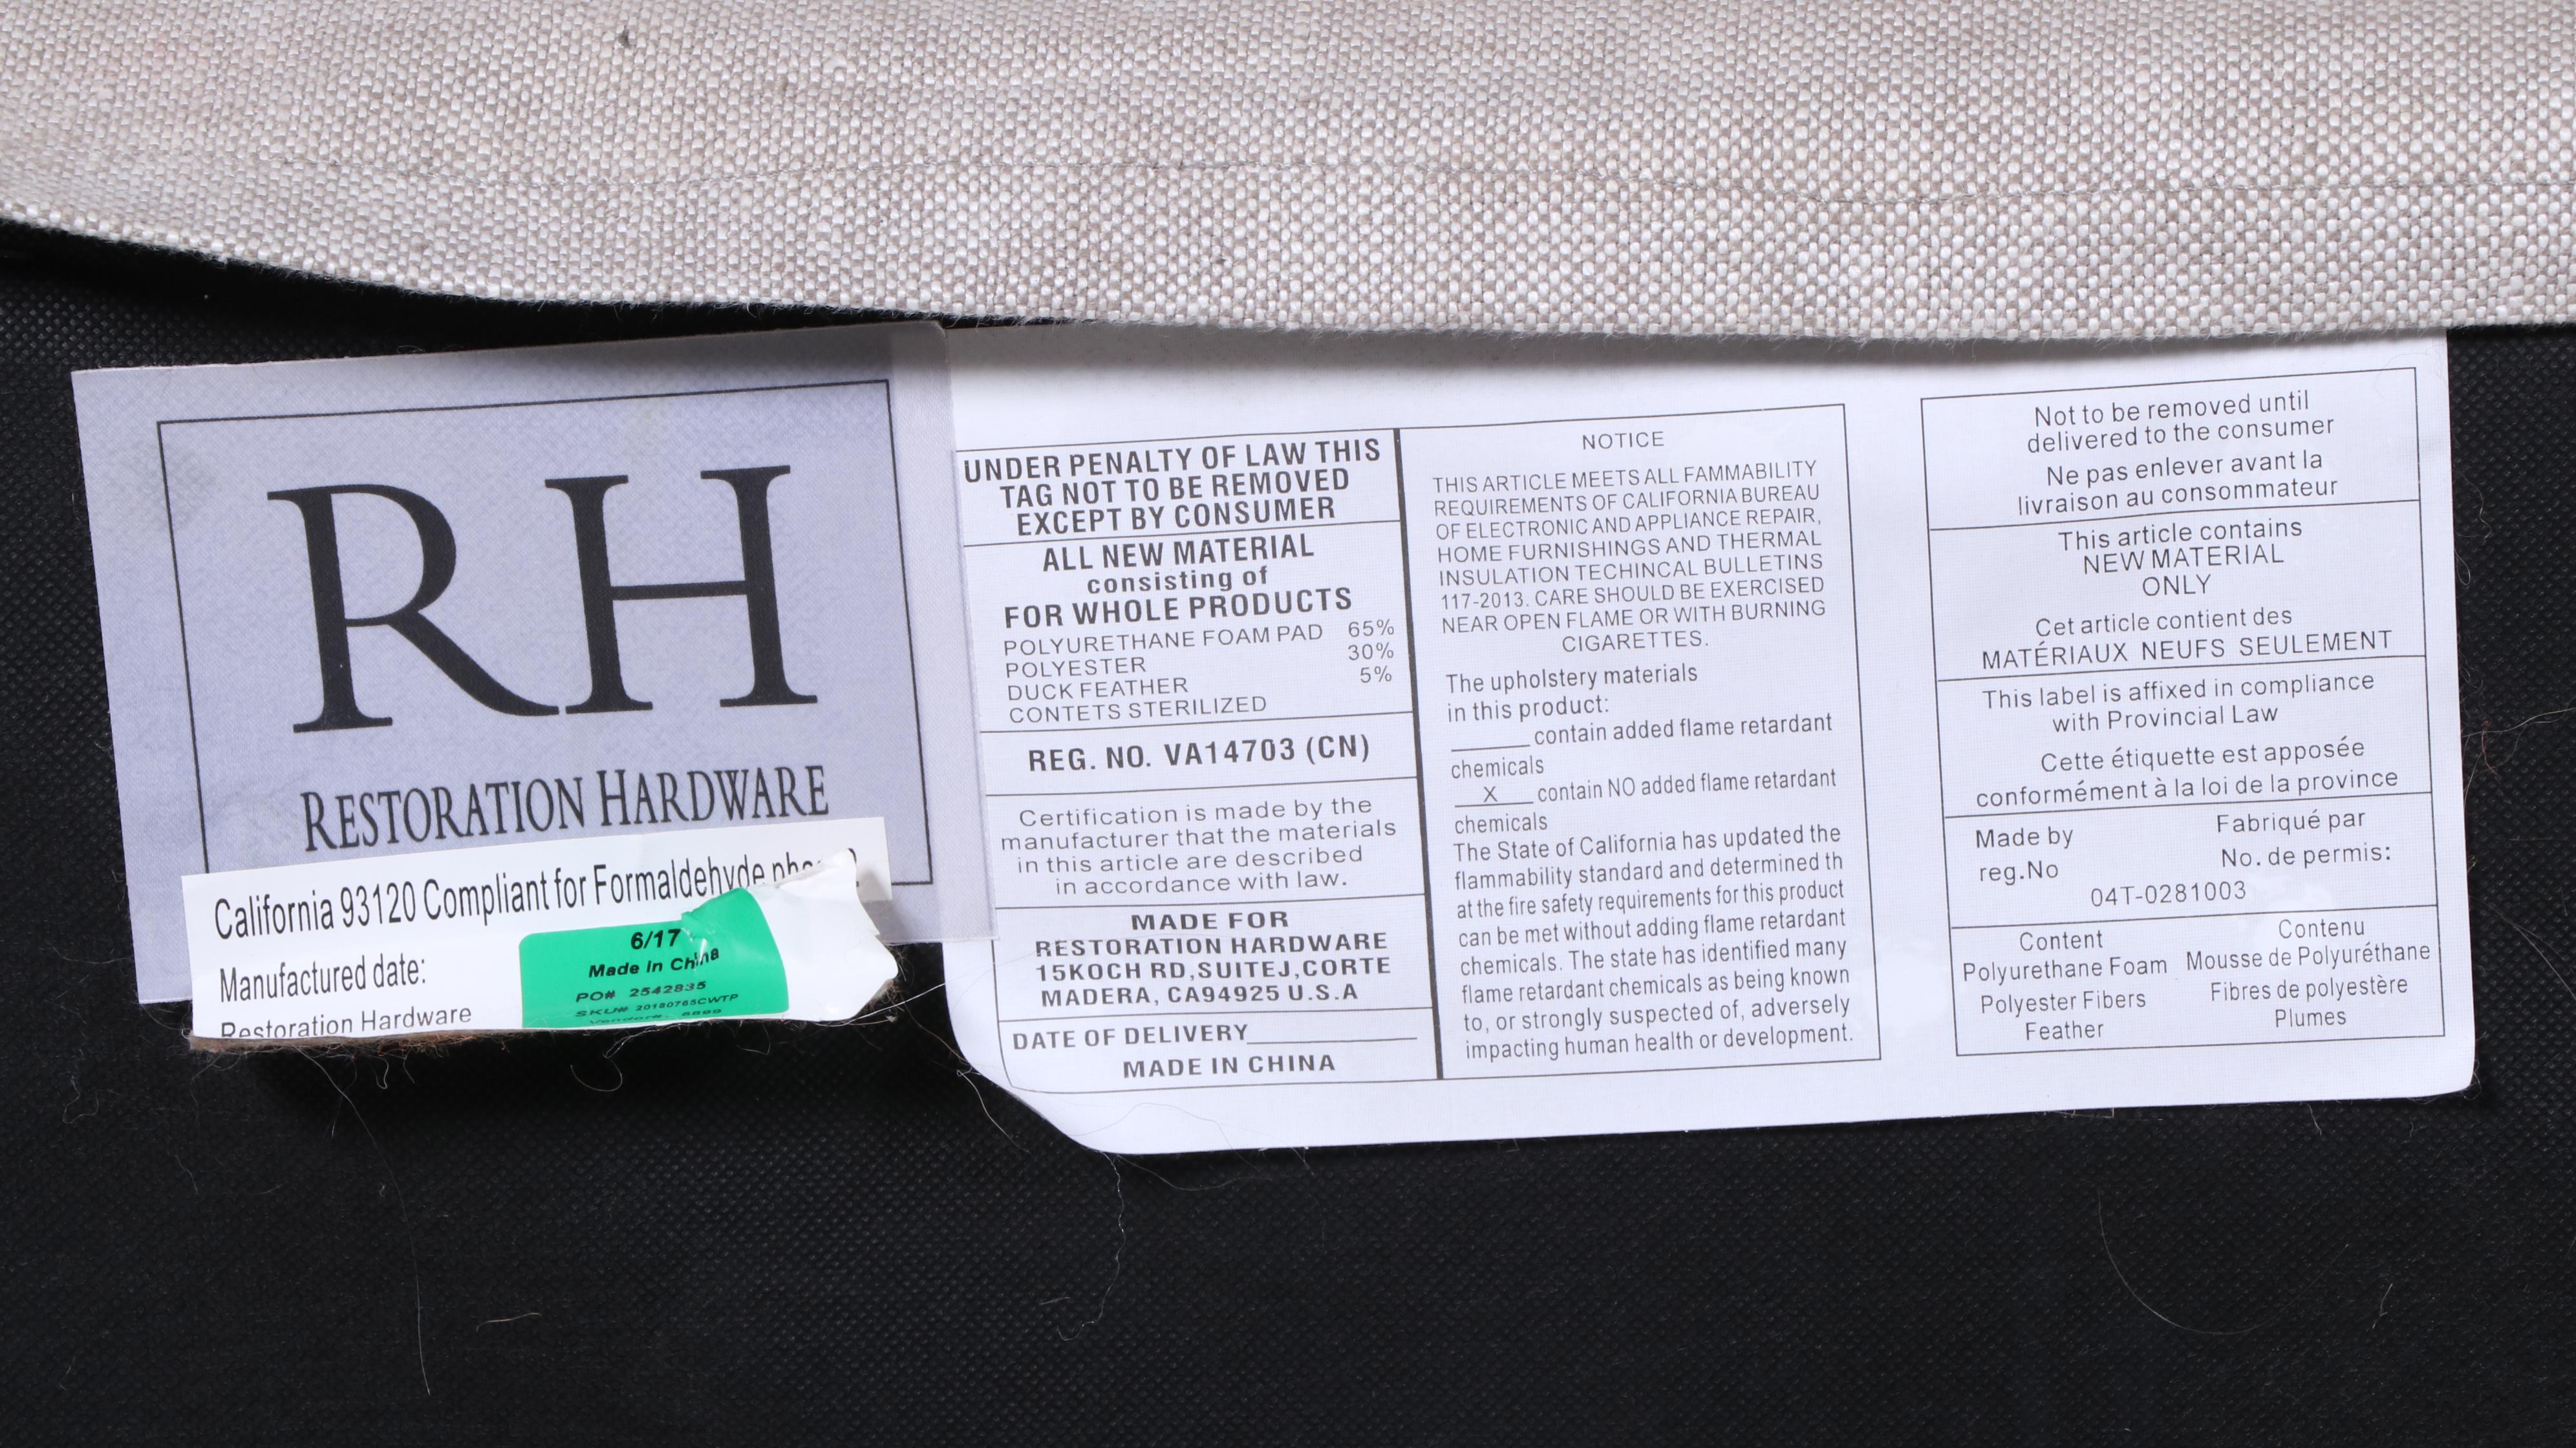 RH
RESTORATION HARDWARE
California 93120 Compliant for Formaldehyde
Manufactured date:
Restoration Hardware
6/17
Made in China
PO# 2542835
SKU# 20180765CWTP
Vendor#:
UNDER PENALTY OF LAW THIS
TAG NOT TO BE REMOVED
EXCEPT BY CONSUMER
ALL NEW MATERIAL
consisting of
FOR WHOLE PRODUCTS
POLYURETHANE FOAM PAD 65%
POLYESTER 30%
DUCK FEATHER 5%
CONTETS STERILIZED
REG. NO. VA14703 (CN)
Certification is made by the
manufacturer that the materials
in this article are described
in accordance with law.
MADE FOR
RESTORATION HARDWARE
15KOCH RD,SUITEJ,CORTE
MADERA, CA94925 U.S.A
DATE OF DELIVERY
MADE IN CHINA
NOTICE
THIS ARTICLE MEETS ALL FAMMABILITY
REQUIREMENTS OF CALIFORNIA BUREAU
OF ELECTRONIC AND APPLIANCE REPAIR,
HOME FURNISHINGS AND THERMAL
INSULATION TECHINCAL BULLETINS
117-2013. CARE SHOULD BE EXERCISED
NEAR OPEN FLAME OR WITH BURNING
CIGARETTES.
The upholstery materials
in this product:
______ contain added flame retardant
chemicals
__X__ contain NO added flame retardant
chemicals
The State of California has updated the
flammability standard and determined th
at the fire safety requirements for this product
can be met without adding flame retardant
chemicals. The state has identified many
flame retardant chemicals as being known
to, or strongly suspected of, adversely
impacting human health or development.
Not to be removed until
delivered to the consumer
Ne pas enlever avant la
livraison au consommateur
This article contains
NEW MATERIAL
ONLY
Cet article contient des
MATÉRIAUX NEUFS SEULEMENT
This label is affixed in compliance
with Provincial Law
Cette étiquette est apposée
conformément à la loi de la province
Made by Fabriqué par
reg.No No. de permis:
04T-0281003
Content Contenu
Polyurethane Foam Mousse de Polyuréthane
Polyester Fibers Fibres de polyestère
Feather Plumes